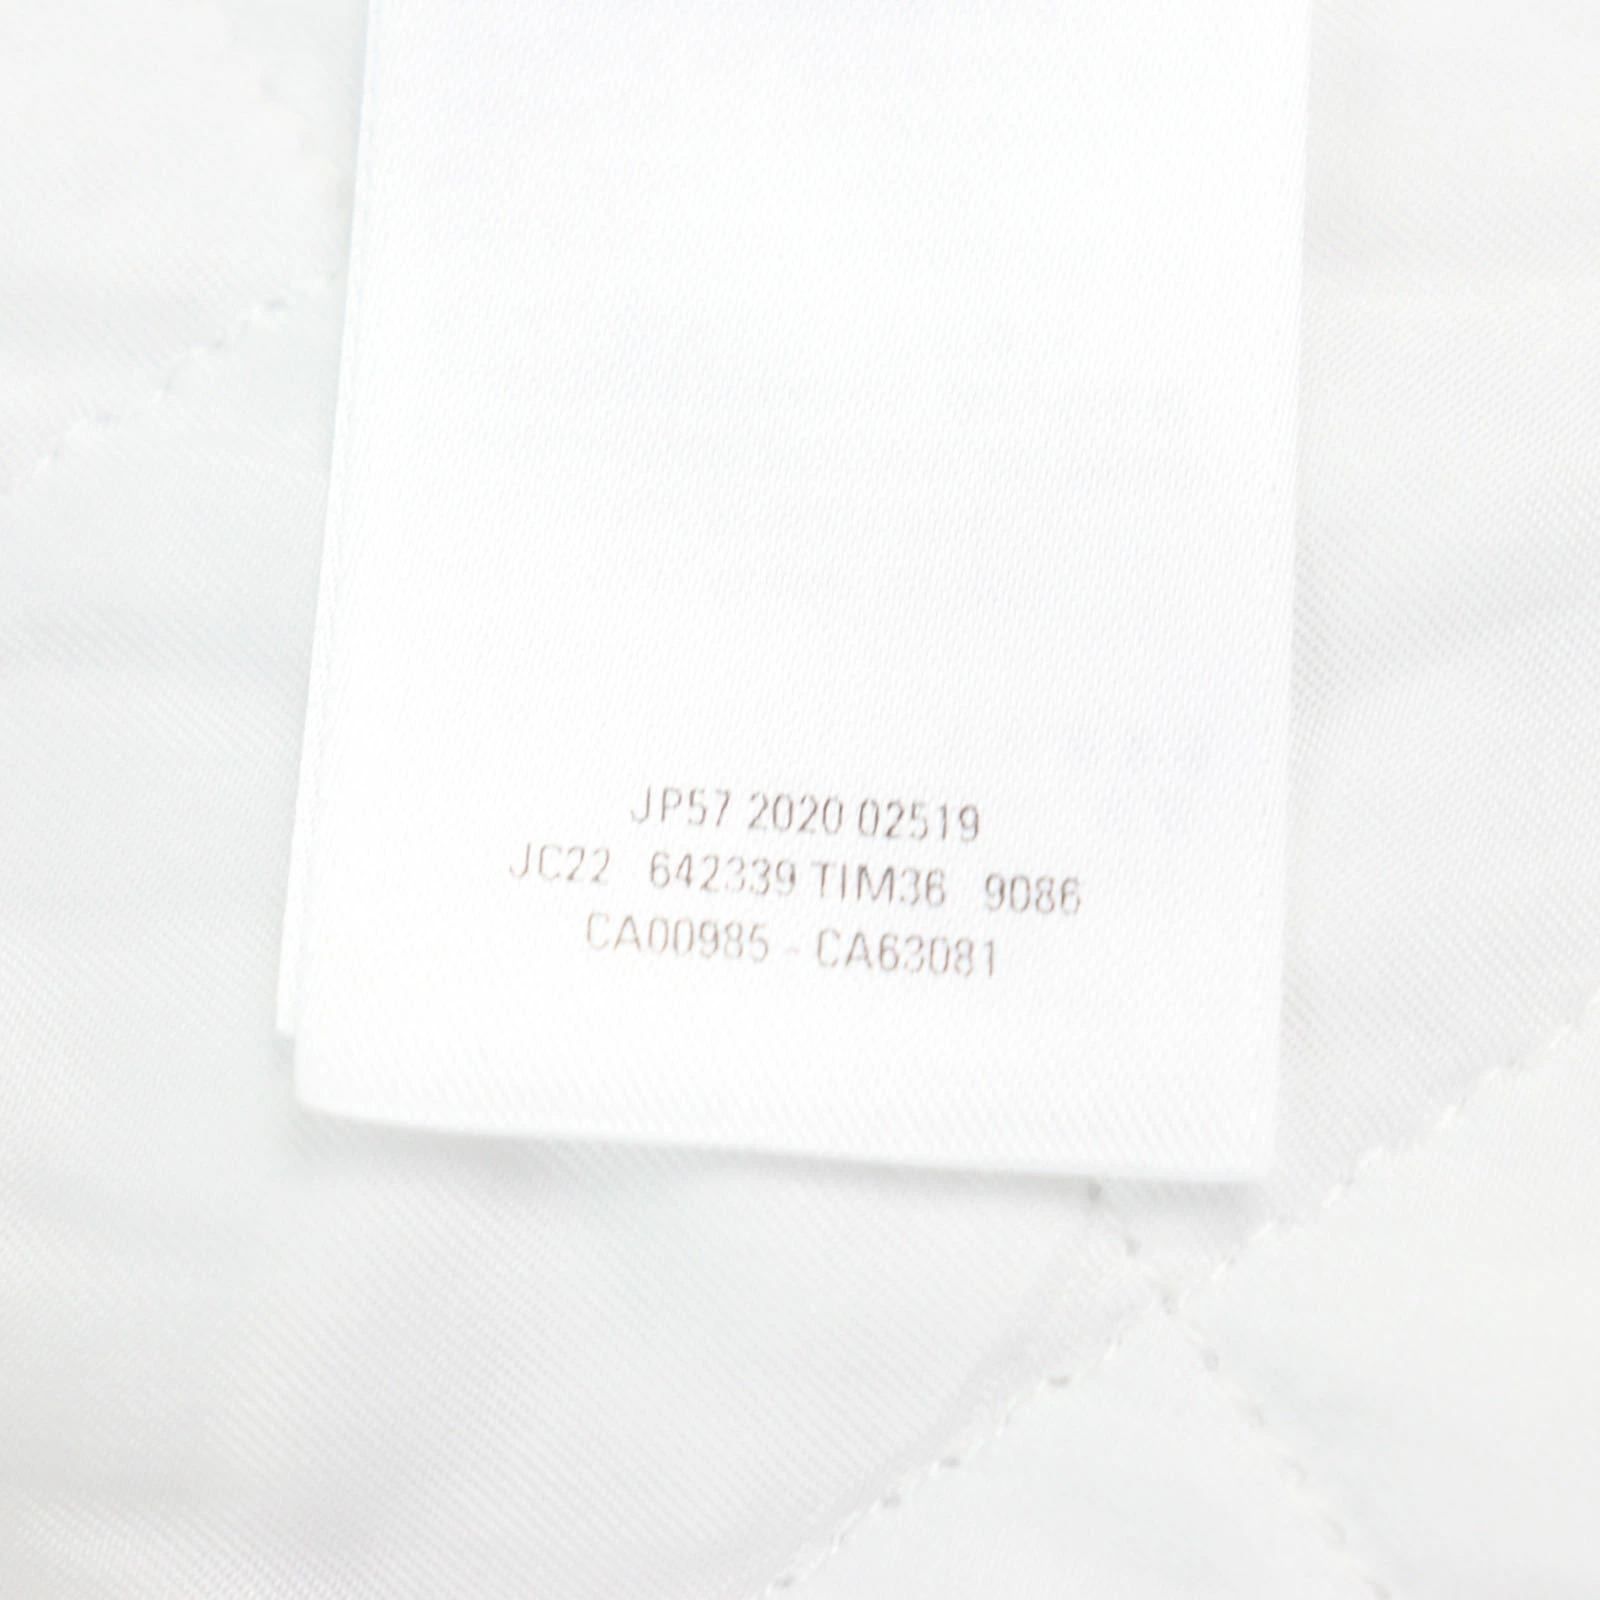 JP57 2020 02519
JC22 642339 TIM36 9086
CA00985 - CA63081